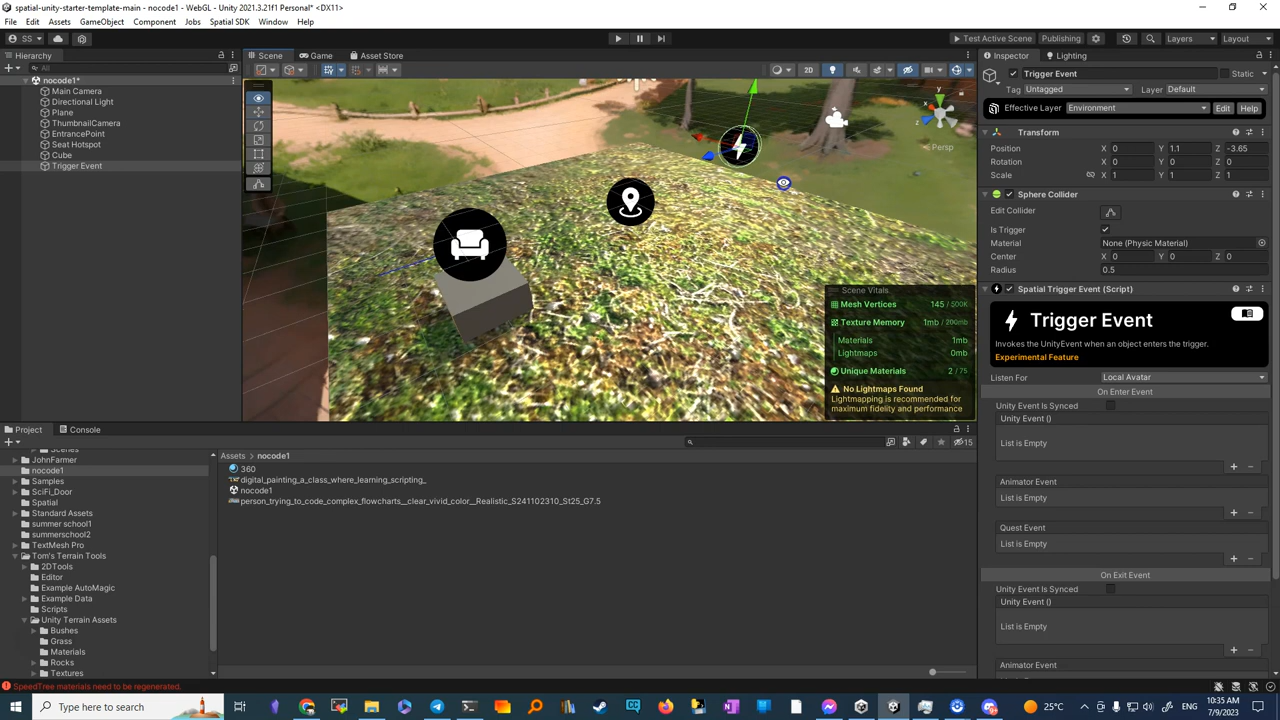 spatial-unity-starter-template-main - nocode1 - WebGL - Unity 2021.3.21f1 Personal* <DX11>
File Edit Assets GameObject Component Jobs Spatial SDK Window Help
SS Test Active Scene Publishing Layers Layout
Hierarchy
All
nocode1*
Main Camera
Directional Light
Plane
ThumbnailCamera
EntrancePoint
Seat Hotspot
Cube
Trigger Event
Scene Game Asset Store
2D
y
x
Persp
Scene Vitals
Mesh Vertices 145 / 500K
Texture Memory 1mb / 200mb
Materials 1mb
Lightmaps 0mb
Unique Materials 2 / 75
No Lightmaps Found
Lightmapping is recommended for
maximum fidelity and performance
Inspector Lighting
Trigger Event Static
Tag Untagged Layer Default
Effective Layer Environment Edit Help
Transform
Position X 0 Y 1.1 Z -3.65
Rotation X 0 Y 0 Z 0
Scale X 1 Y 1 Z 1
Sphere Collider
Edit Collider
Is Trigger
Material None (Physic Material)
Center X 0 Y 0 Z 0
Radius 0.5
Spatial Trigger Event (Script)
Trigger Event
Invokes the UnityEvent when an object enters the trigger.
Experimental Feature
Listen For Local Avatar
On Enter Event
Unity Event Is Synced
Unity Event ()
List is Empty
Animator Event
List is Empty
Quest Event
List is Empty
On Exit Event
Unity Event Is Synced
Unity Event ()
List is Empty
Animator Event
Project Console
15
Scenes
JohnFarmer
nocode1
Samples
SciFi_Door
Spatial
Standard Assets
summer school1
summerschool2
TextMesh Pro
Tom's Terrain Tools
2DTools
Editor
Example AutoMagic
Example Data
Scripts
Unity Terrain Assets
Bushes
Grass
Materials
Rocks
Textures
Assets > nocode1
360
digital_painting_a_class_where_learning_scripting_
nocode1
person_trying_to_code_complex_flowcharts__clear_vivid_color__Realistic_S241102310_St25_G7.5
SpeedTree materials need to be regenerated.
Type here to search
25°C
ENG
10:35 AM
7/9/2023